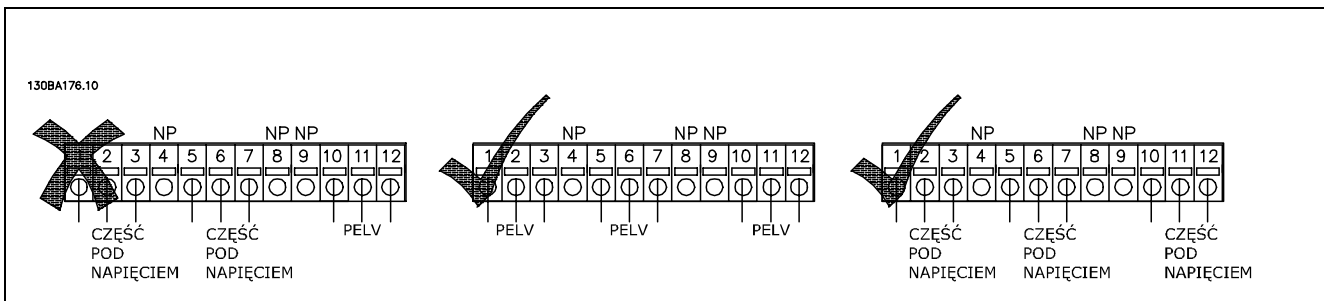 130BA176.10
NP NP NP
2 3 4 5 6 7 8 9 10 11 12
CZĘŚĆ POD NAPIĘCIEM
CZĘŚĆ POD NAPIĘCIEM
PELV
NP NP NP
1 2 3 4 5 6 7 8 9 10 11 12
PELV PELV PELV
NP NP NP
1 2 3 4 5 6 7 8 9 10 11 12
CZĘŚĆ POD NAPIĘCIEM
CZĘŚĆ POD NAPIĘCIEM
CZĘŚĆ POD NAPIĘCIEM